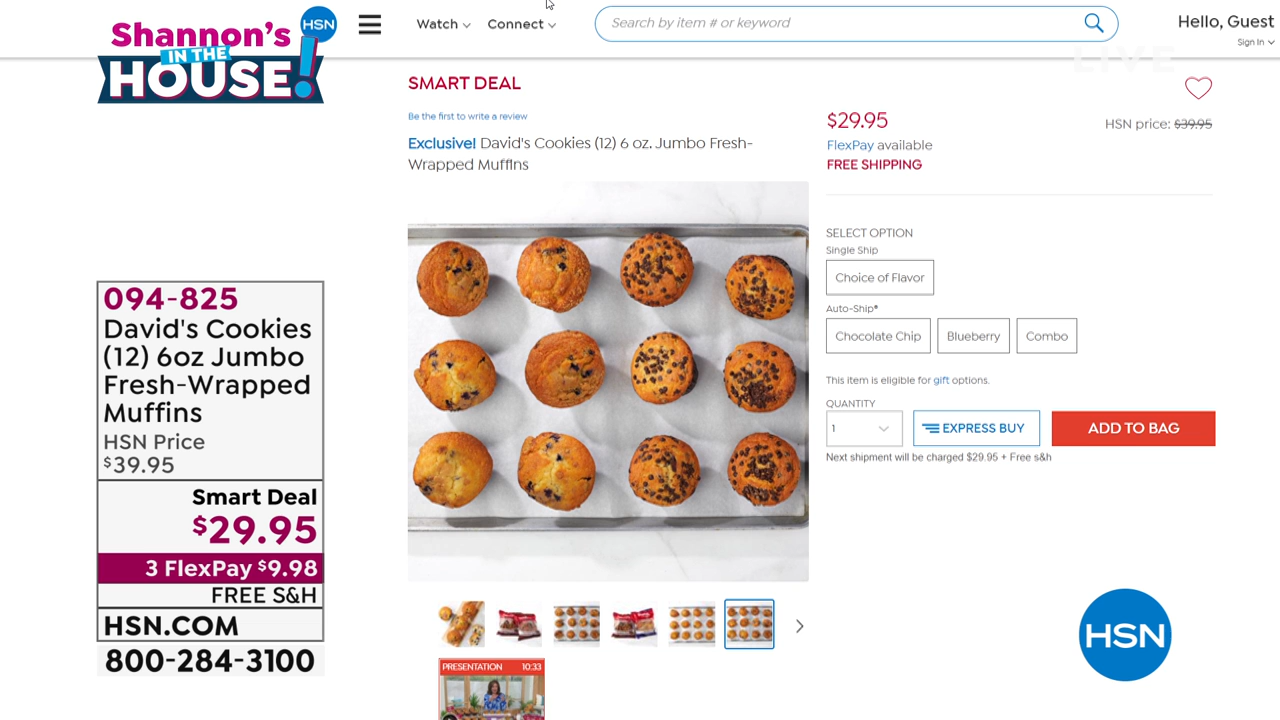 Shannon's
IN THE
HOUSE!
HSN
Watch
Connect
Search by item # or keyword
Hello, Guest
Sign In
LIVE
SMART DEAL
Be the first to write a review
Exclusive! David's Cookies (12) 6 oz. Jumbo Fresh-
Wrapped Muffins
$29.95
HSN price: $39.95
FlexPay available
FREE SHIPPING
SELECT OPTION
Single Ship
Choice of Flavor
Auto-Ship®
Chocolate Chip
Blueberry
Combo
This item is eligible for gift options.
QUANTITY
1
EXPRESS BUY
ADD TO BAG
Next shipment will be charged $29.95 + Free s&h
094-825
David's Cookies
(12) 6oz Jumbo
Fresh-Wrapped
Muffins
HSN Price
$39.95
Smart Deal
$29.95
3 FlexPay $9.98
FREE S&H
HSN.COM
800-284-3100
PRESENTATION 10:33
HSN